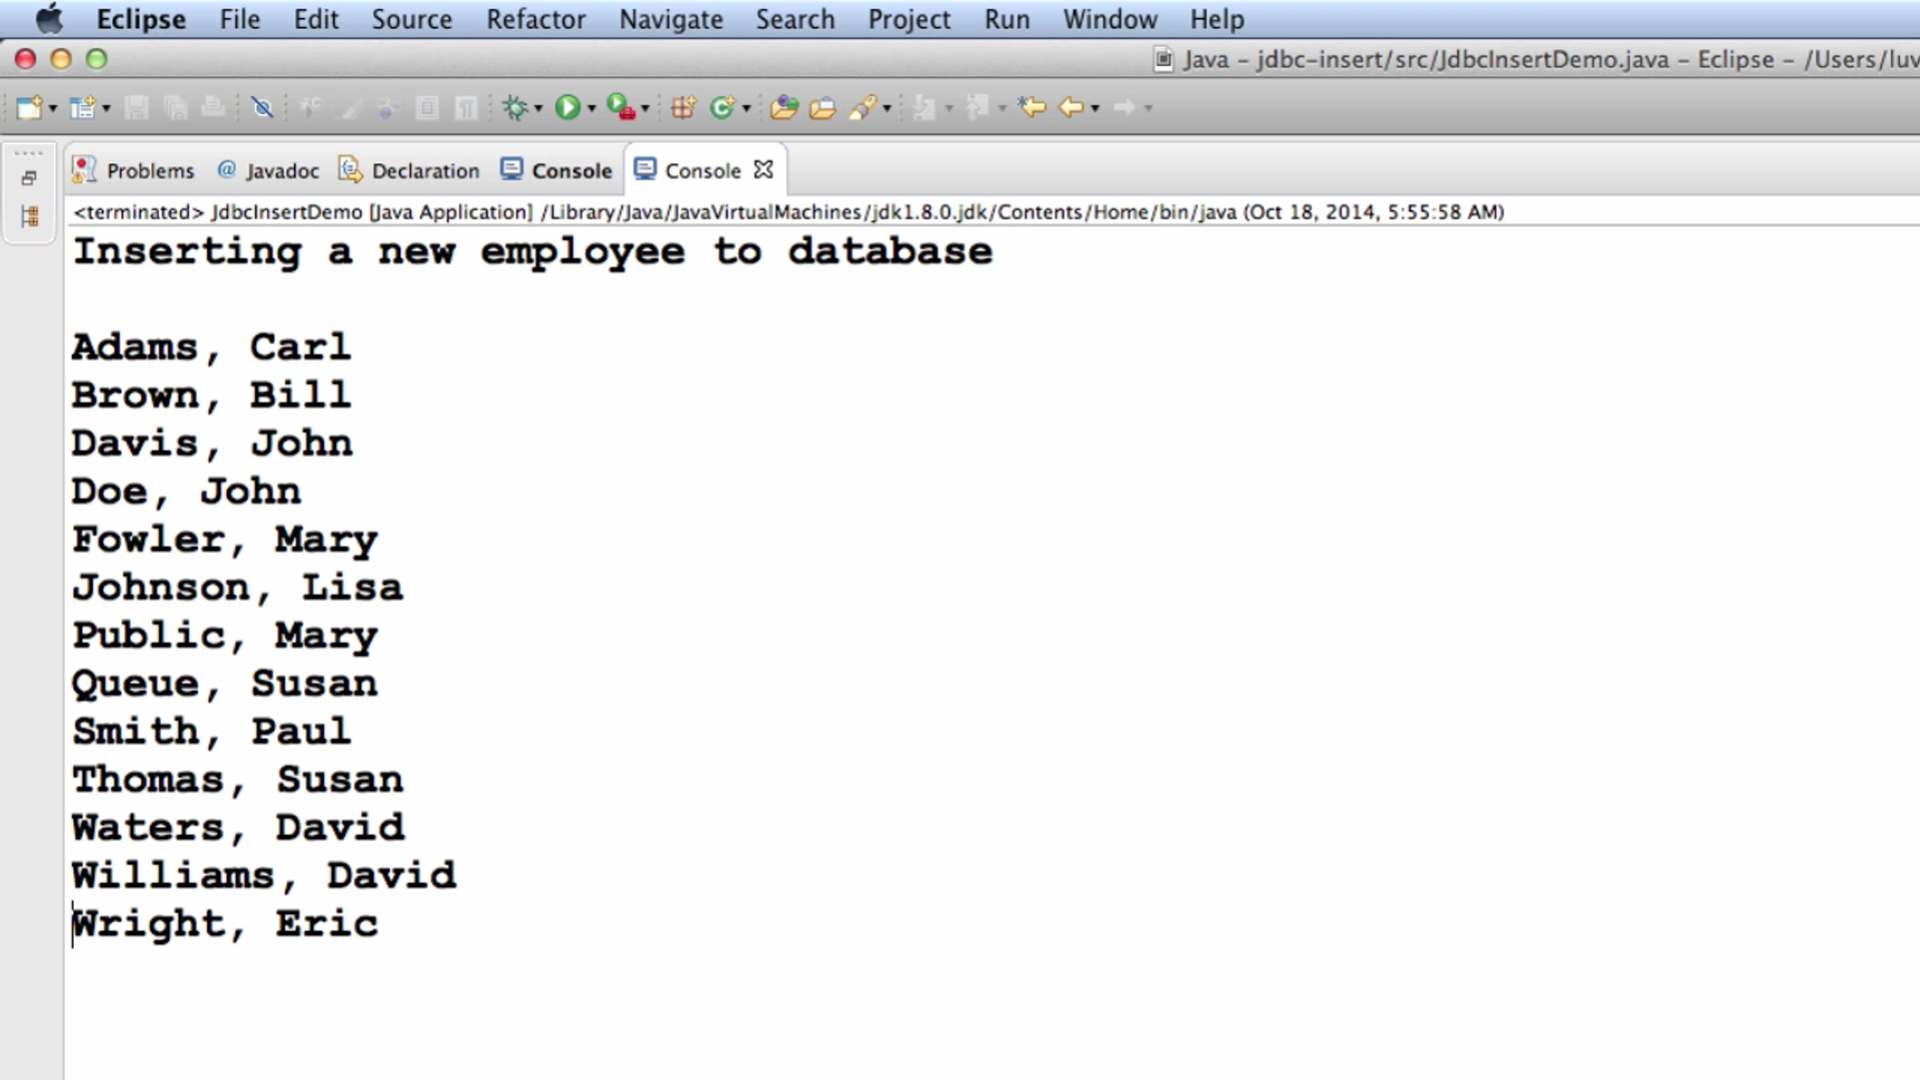 Eclipse File Edit Source Refactor Navigate Search Project Run Window Help
Java – jdbc-insert/src/JdbcInsertDemo.java – Eclipse – /Users/luv
Problems @ Javadoc Declaration Console Console
<terminated> JdbcInsertDemo [Java Application] /Library/Java/JavaVirtualMachines/jdk1.8.0.jdk/Contents/Home/bin/java (Oct 18, 2014, 5:55:58 AM)
Inserting a new employee to database
Adams, Carl
Brown, Bill
Davis, John
Doe, John
Fowler, Mary
Johnson, Lisa
Public, Mary
Queue, Susan
Smith, Paul
Thomas, Susan
Waters, David
Williams, David
Wright, Eric